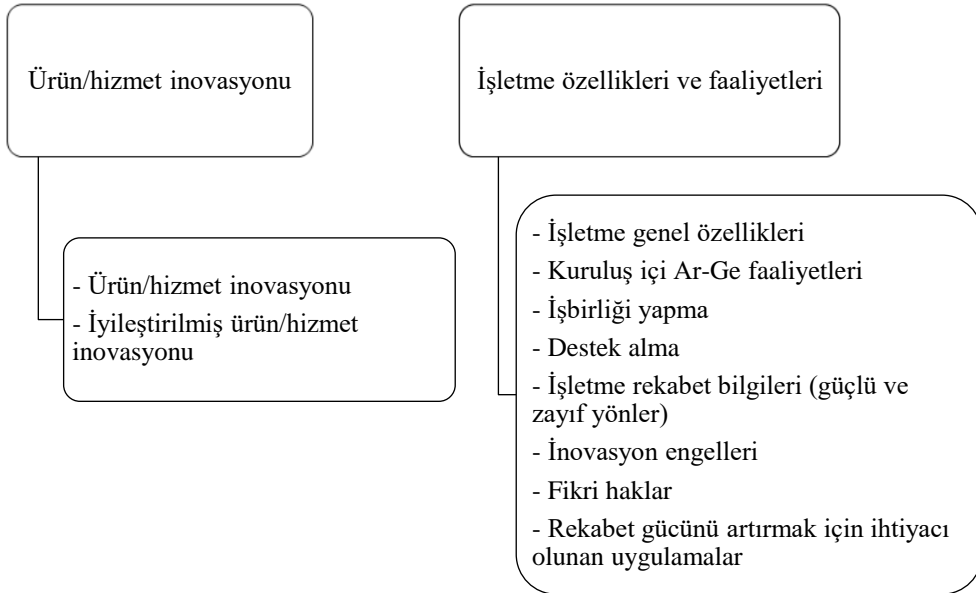 Ürün/hizmet inovasyonu
İşletme özellikleri ve faaliyetleri
- Ürün/hizmet inovasyonu
- İyileştirilmiş ürün/hizmet
inovasyonu
- İşletme genel özellikleri
- Kuruluş içi Ar-Ge faaliyetleri
- İşbirliği yapma
- Destek alma
- İşletme rekabet bilgileri (güçlü ve
zayıf yönler)
- İnovasyon engelleri
- Fikri haklar
- Rekabet gücünü artırmak için ihtiyacı
olunan uygulamalar